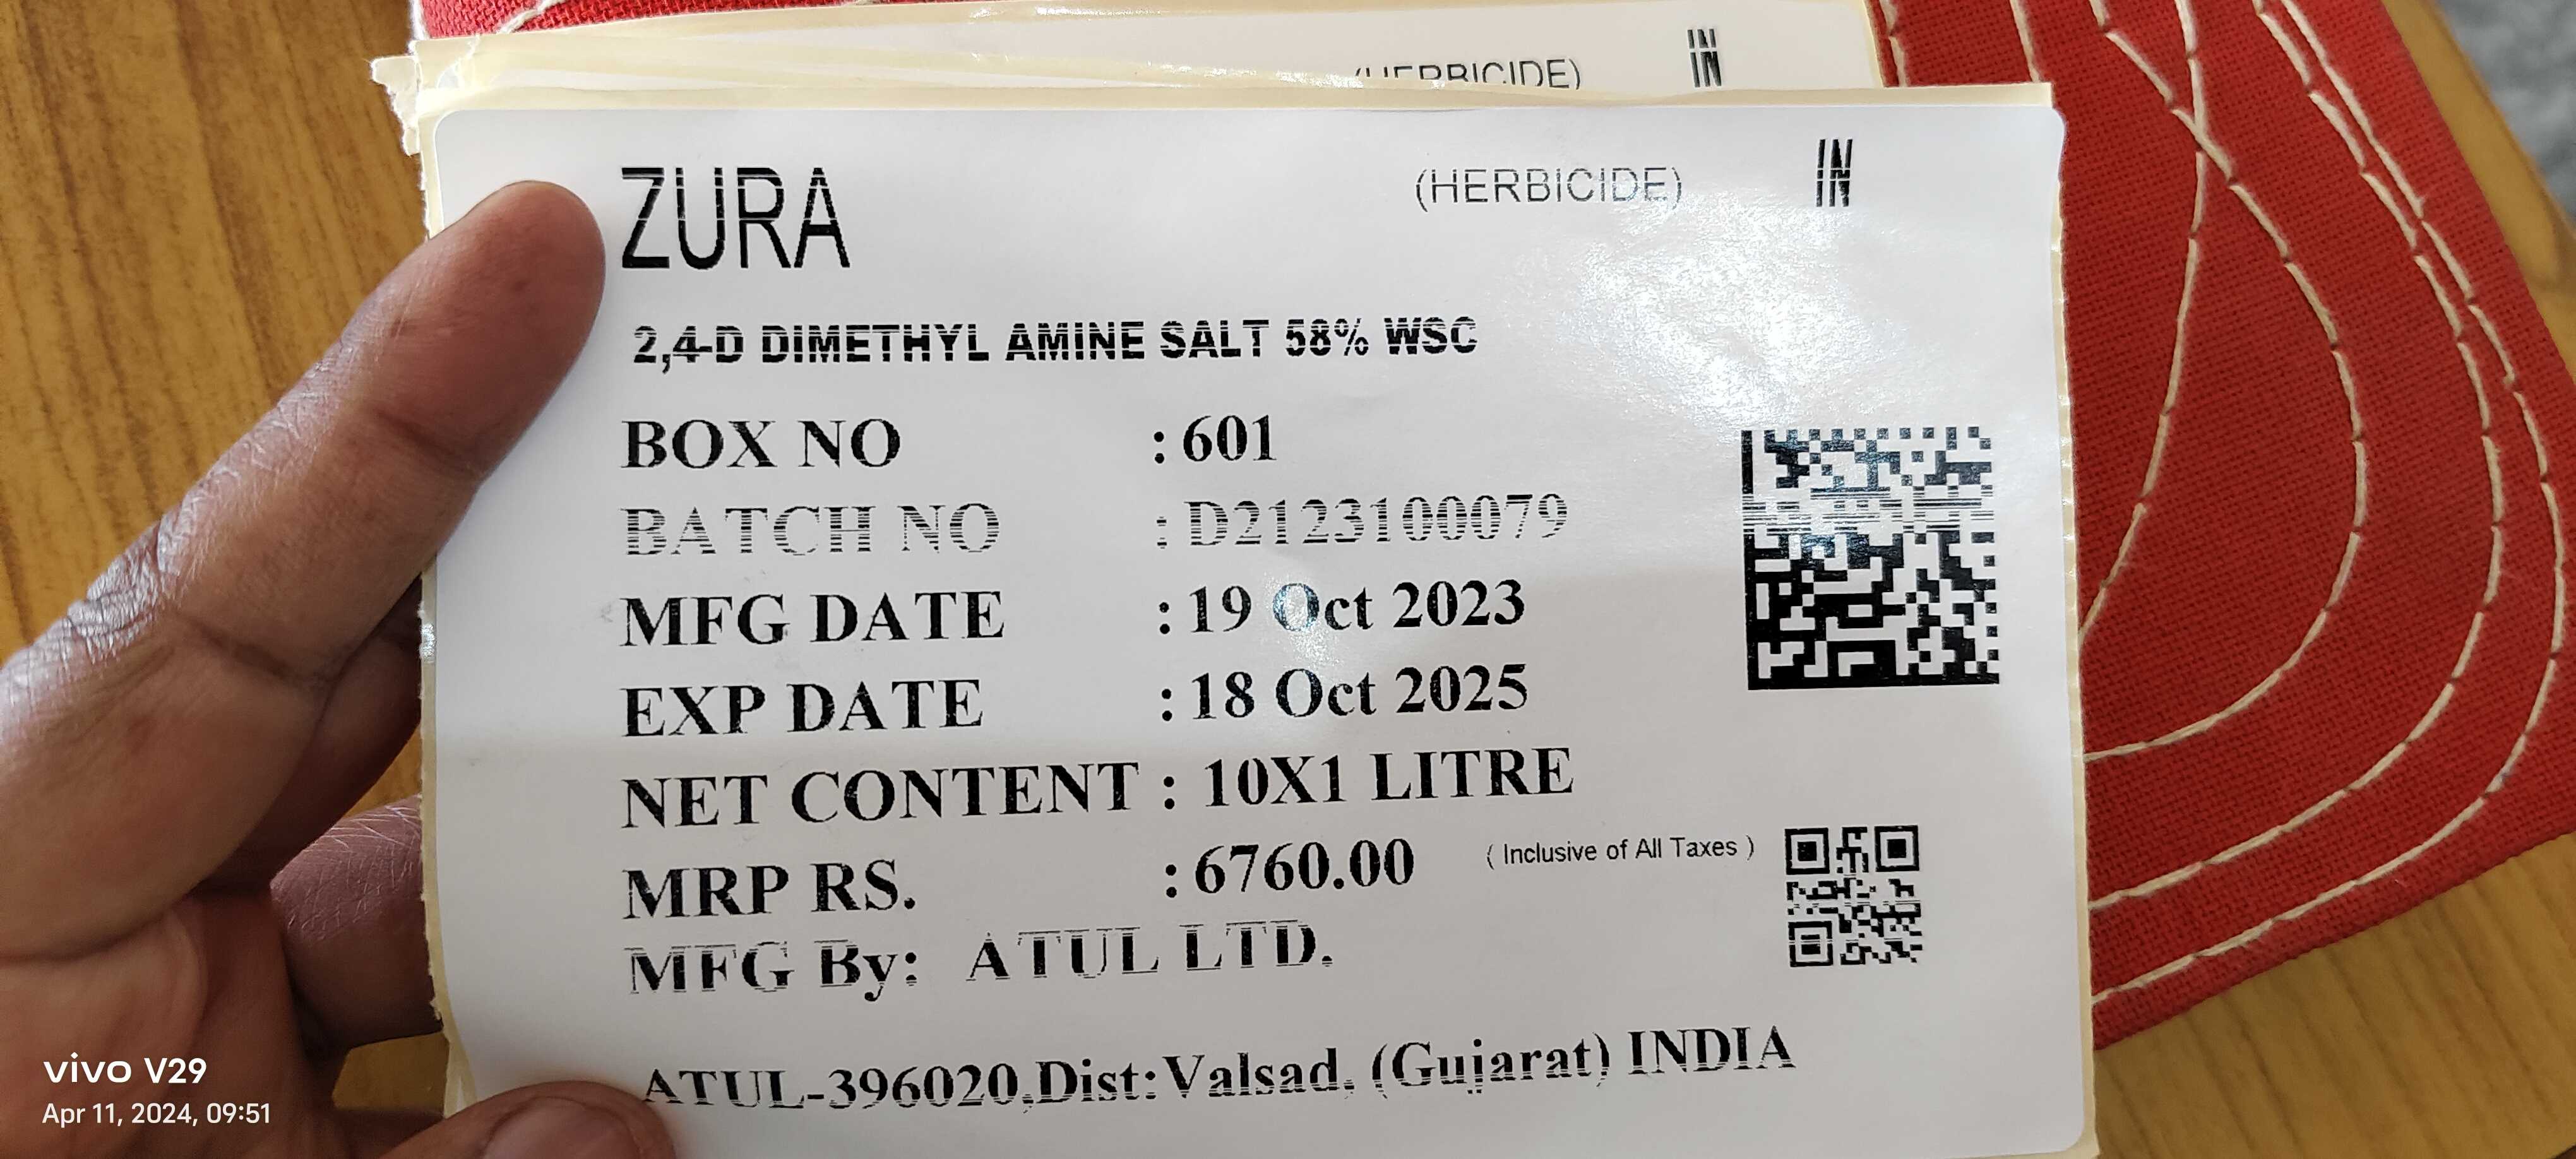 (HERBICIDE) IN
ZURA (HERBICIDE) IN
2,4-D DIMETHYL AMINE SALT 58% WSC
BOX NO : 601
BATCH NO : D2123100079
MFG DATE : 19 Oct 2023
EXP DATE : 18 Oct 2025
NET CONTENT : 10X1 LITRE
MRP RS. : 6760.00 ( Inclusive of All Taxes )
MFG By: ATUL LTD.
ATUL-396020,Dist:Valsad, (Gujarat) INDIA
vivo V29
Apr 11, 2024, 09:51